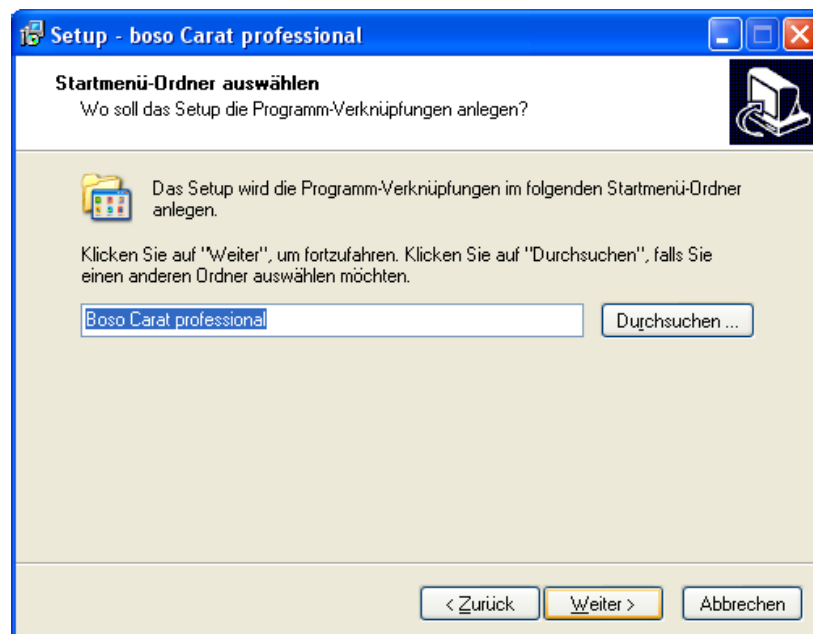 Setup - boso Carat professional
Startmenü-Ordner auswählen
Wo soll das Setup die Programm-Verknüpfungen anlegen?
Das Setup wird die Programm-Verknüpfungen im folgenden Startmenü-Ordner
anlegen.
Klicken Sie auf "Weiter", um fortzufahren. Klicken Sie auf "Durchsuchen", falls Sie
einen anderen Ordner auswählen möchten.
Boso Carat professional
Durchsuchen ...
< Zurück
Weiter >
Abbrechen